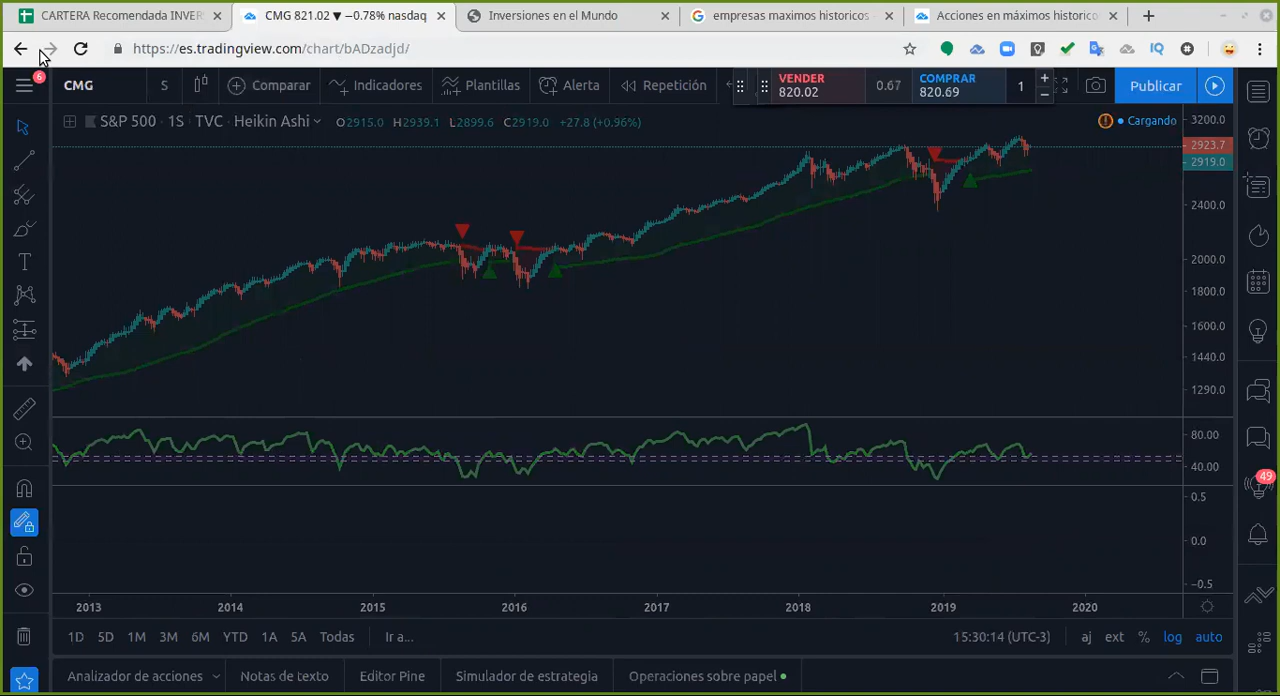 CARTERA Recomendada INVER
CMG 821.02 ▼ −0.78% nasdaq
Inversiones en el Mundo
empresas maximos historicos -
Acciones en máximos historico
https://es.tradingview.com/chart/bADzadjd/
IQ
6
CMG
S
Comparar
Indicadores
Plantillas
Alerta
Repetición
VENDER
820.02
0.67
COMPRAR
820.69
1
Publicar
S&P 500 · 1S · TVC · Heikin Ashi
O2915.0 H2939.1 L2899.6 C2919.0 +27.8 (+0.96%)
Cargando
3200.0
2923.7
2919.0
2400.0
2000.0
1800.0
1600.0
1440.0
1290.0
80.00
40.00
0.5
0.0
−0.5
49
2013 2014 2015 2016 2017 2018 2019 2020
1D 5D 1M 3M 6M YTD 1A 5A Todas Ir a...
15:30:14 (UTC-3) aj ext % log auto
Analizador de acciones
Notas de texto
Editor Pine
Simulador de estrategia
Operaciones sobre papel